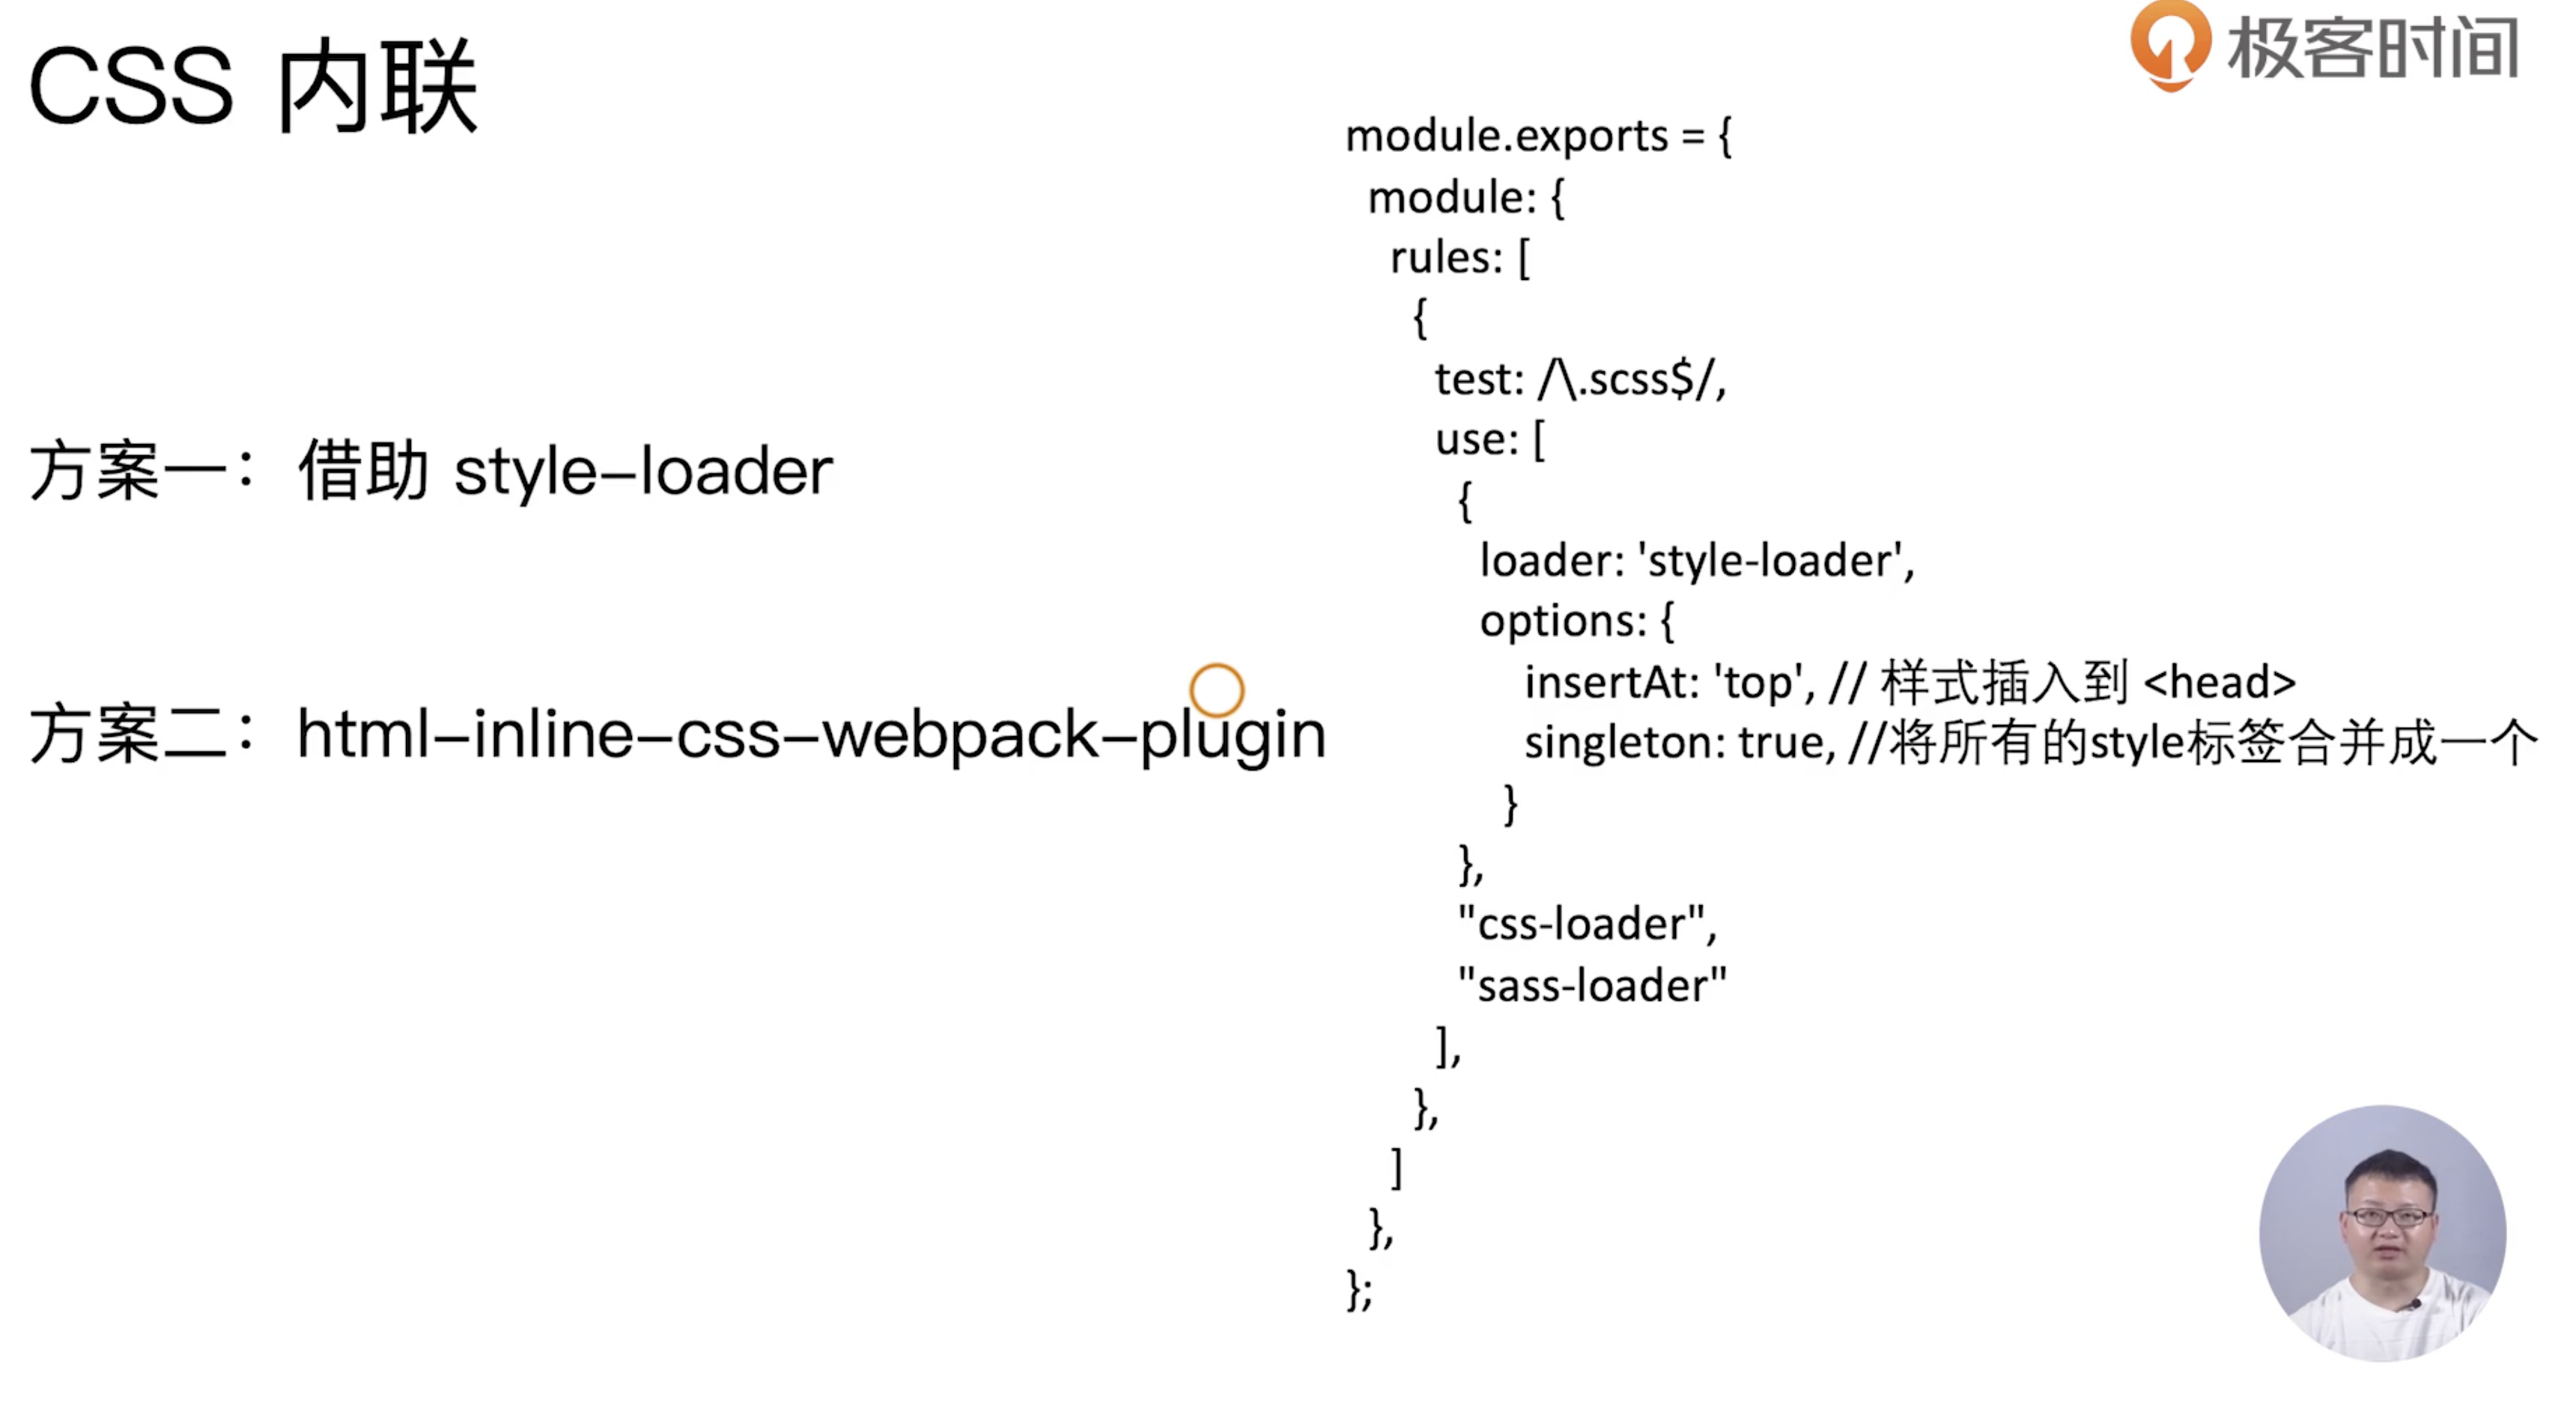 CSS 内联
极客时间
方案一：借助 style-loader
方案二：html-inline-css-webpack-plugin
module.exports = {
module: {
rules: [
{
test: /\.scss$/,
use: [
{
loader: 'style-loader',
options: {
insertAt: 'top', // 样式插入到 <head>
singleton: true, //将所有的style标签合并成一个
}
},
"css-loader",
"sass-loader"
],
},
]
},
};